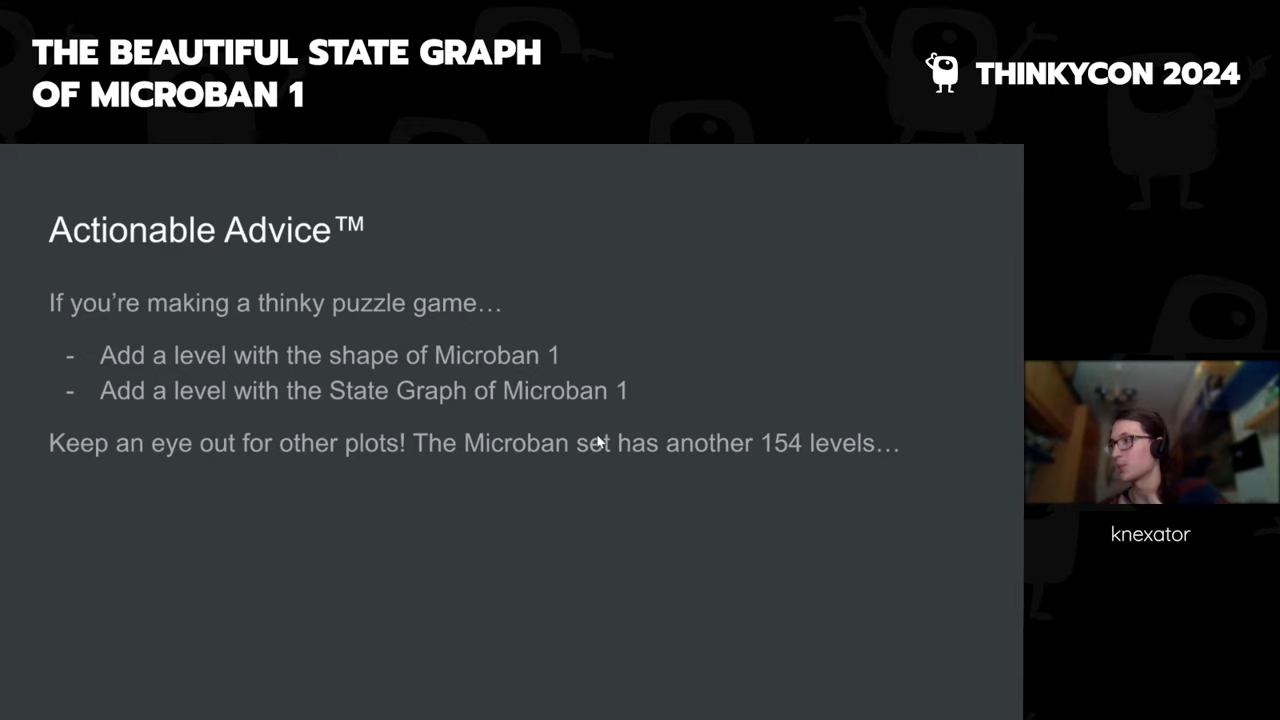 THE BEAUTIFUL STATE GRAPH
OF MICROBAN 1
THINKYCON 2024
Actionable Advice™
If you’re making a thinky puzzle game…
- Add a level with the shape of Microban 1
- Add a level with the State Graph of Microban 1
Keep an eye out for other plots! The Microban set has another 154 levels…
knexator